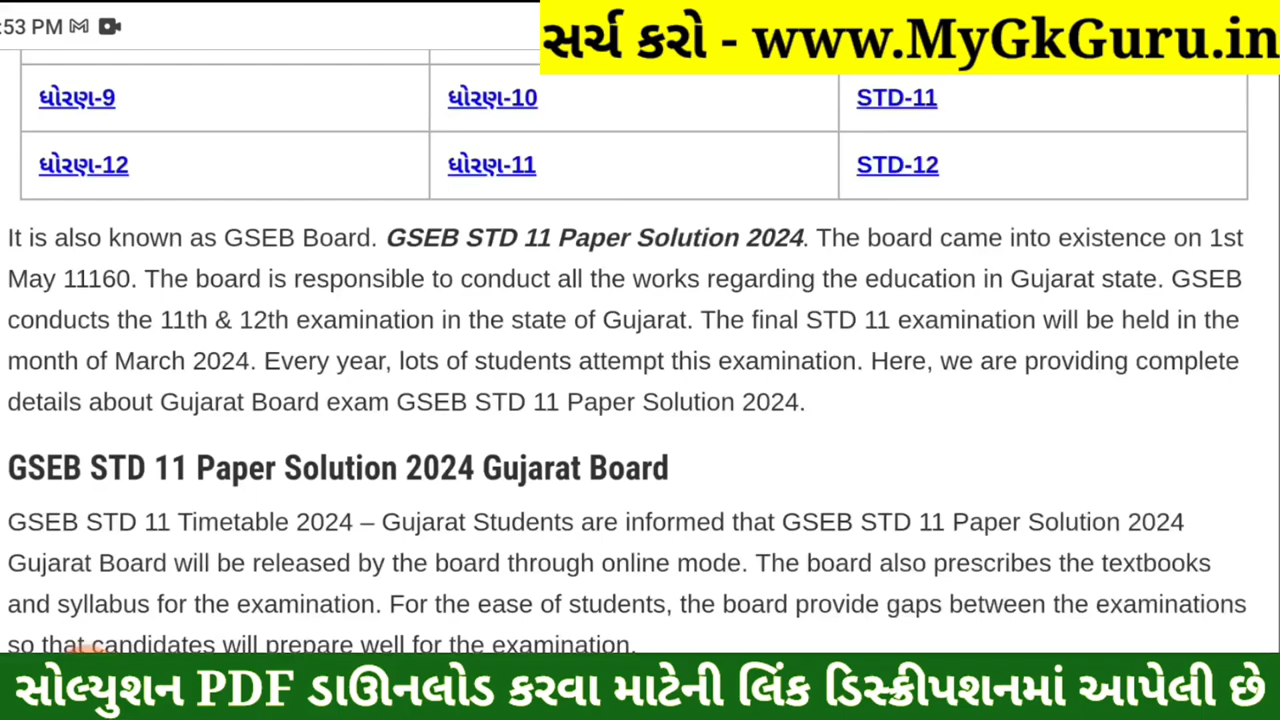 :53 PM
સર્ચ કરો - www.MyGkGuru.in
ધોરણ-9 ધોરણ-10 STD-11
ધોરણ-12 ધોરણ-11 STD-12
It is also known as GSEB Board. GSEB STD 11 Paper Solution 2024. The board came into existence on 1st
May 11160. The board is responsible to conduct all the works regarding the education in Gujarat state. GSEB
conducts the 11th & 12th examination in the state of Gujarat. The final STD 11 examination will be held in the
month of March 2024. Every year, lots of students attempt this examination. Here, we are providing complete
details about Gujarat Board exam GSEB STD 11 Paper Solution 2024.
GSEB STD 11 Paper Solution 2024 Gujarat Board
GSEB STD 11 Timetable 2024 – Gujarat Students are informed that GSEB STD 11 Paper Solution 2024
Gujarat Board will be released by the board through online mode. The board also prescribes the textbooks
and syllabus for the examination. For the ease of students, the board provide gaps between the examinations
so that candidates will prepare well for the examination.
સોલ્યુશન PDF ડાઊનલોડ કરવા માટેની લિંક ડિસ્ક્રીપશનમાં આપેલી છે